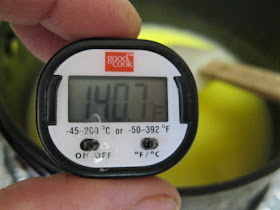 good
cook
140.7 F
-45-200 °C or -50-392 °F
ON/OFF
°F/°C